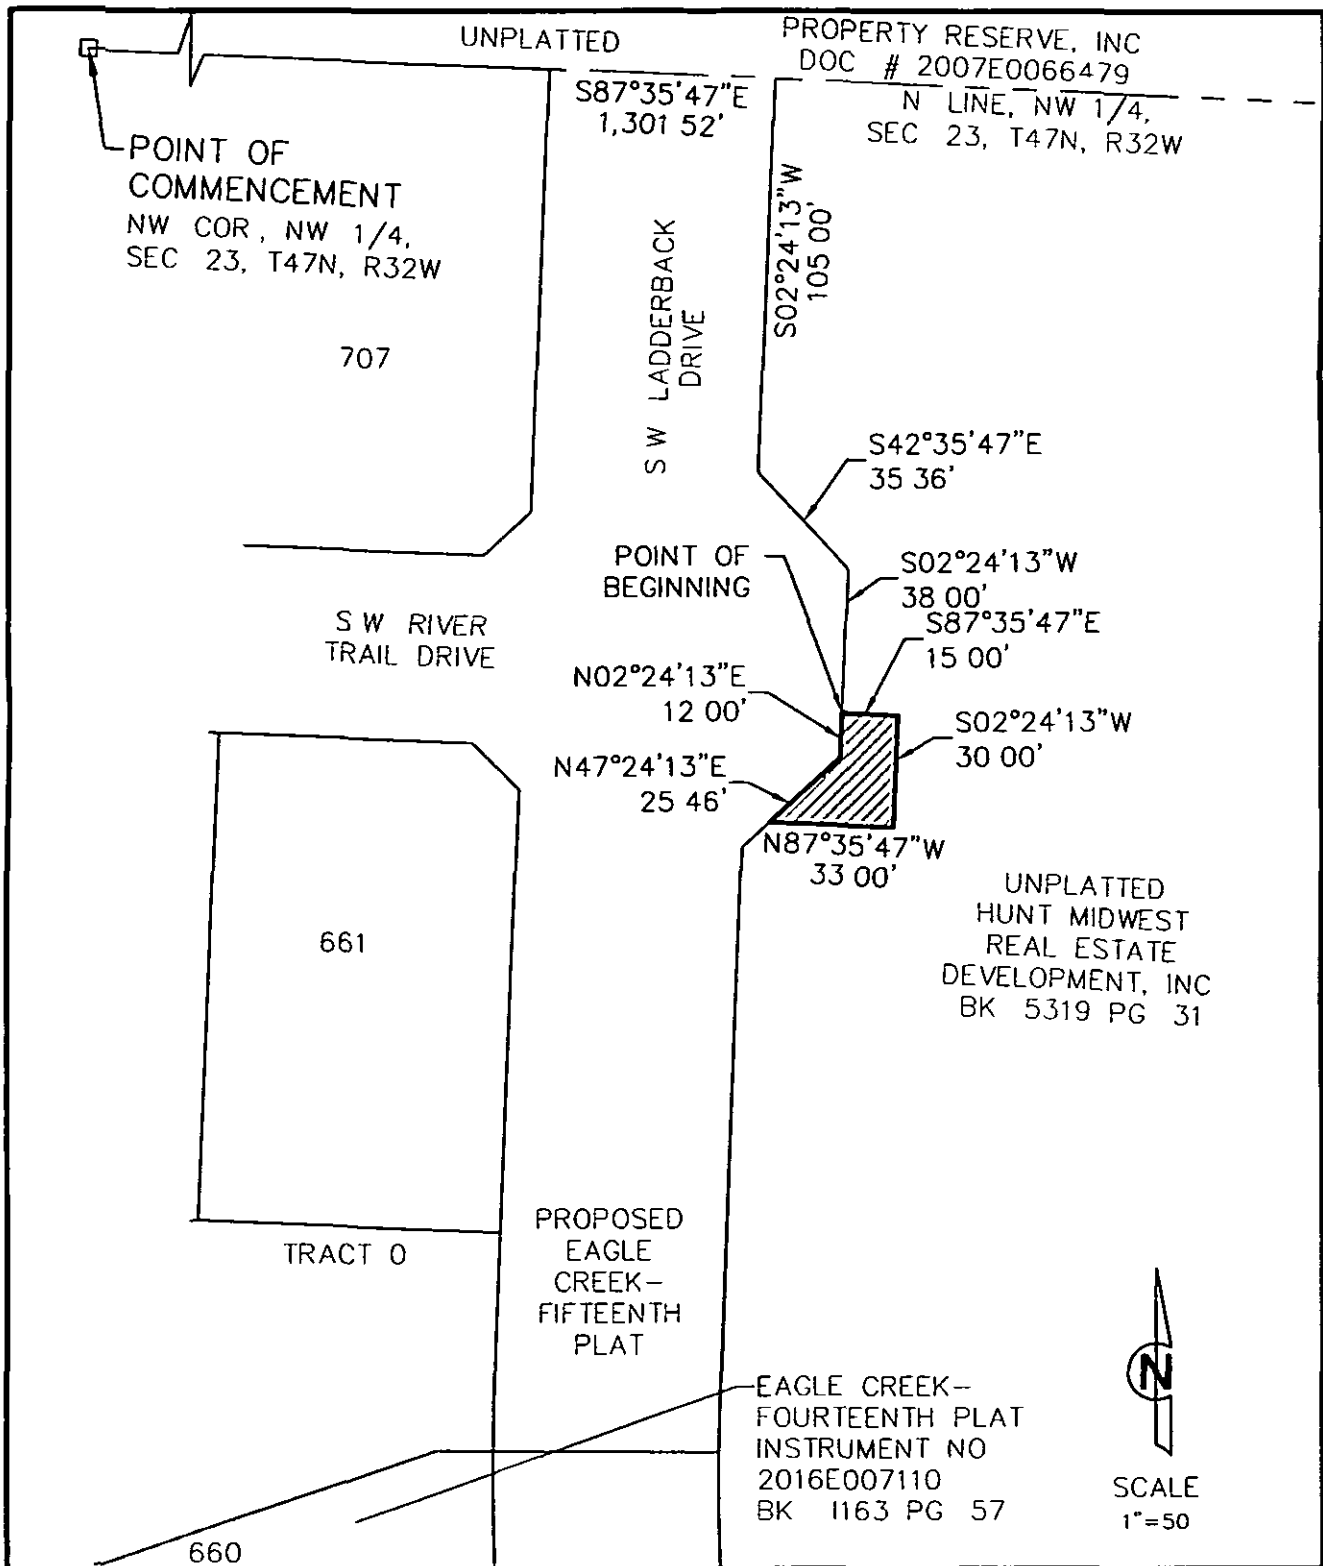 UNPLATTED
PROPERTY RESERVE, INC
DOC # 2007E0066479
S87°35'47"E
1,301 52'
N LINE, NW 1/4,
SEC 23, T47N, R32W
POINT OF
COMMENCEMENT
NW COR, NW 1/4,
SEC 23, T47N, R32W
S02°24'13"W
105 00'
707
S W LADDERBACK
DRIVE
S42°35'47"E
35 36'
POINT OF
BEGINNING
S02°24'13"W
38 00'
S87°35'47"E
15 00'
S W RIVER
TRAIL DRIVE
N02°24'13"E
12 00'
S02°24'13"W
30 00'
N47°24'13"E
25 46'
N87°35'47"W
33 00'
UNPLATTED
HUNT MIDWEST
REAL ESTATE
DEVELOPMENT, INC
BK 5319 PG 31
661
TRACT O
PROPOSED
EAGLE
CREEK-
FIFTEENTH
PLAT
EAGLE CREEK-
FOURTEENTH PLAT
INSTRUMENT NO
2016E007110
BK 1163 PG 57
N
SCALE
1"=50
660